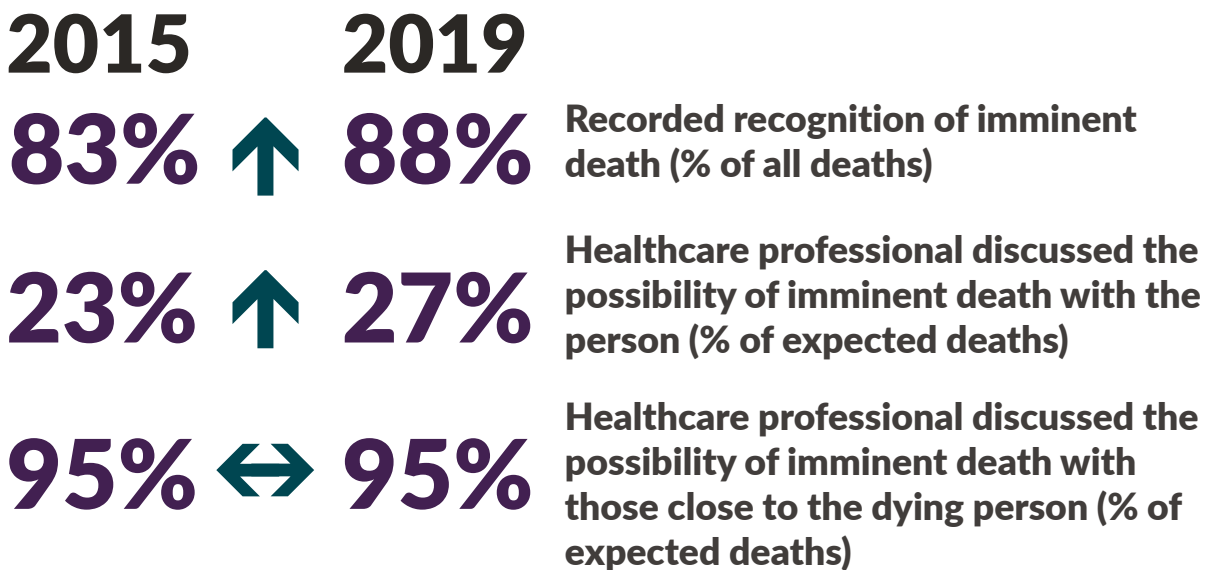 2015 2019
83% 88% Recorded recognition of imminent
death (% of all deaths)
23% 27% Healthcare professional discussed the
possibility of imminent death with the
person (% of expected deaths)
95% 95% Healthcare professional discussed the
possibility of imminent death with
those close to the dying person (% of
expected deaths)